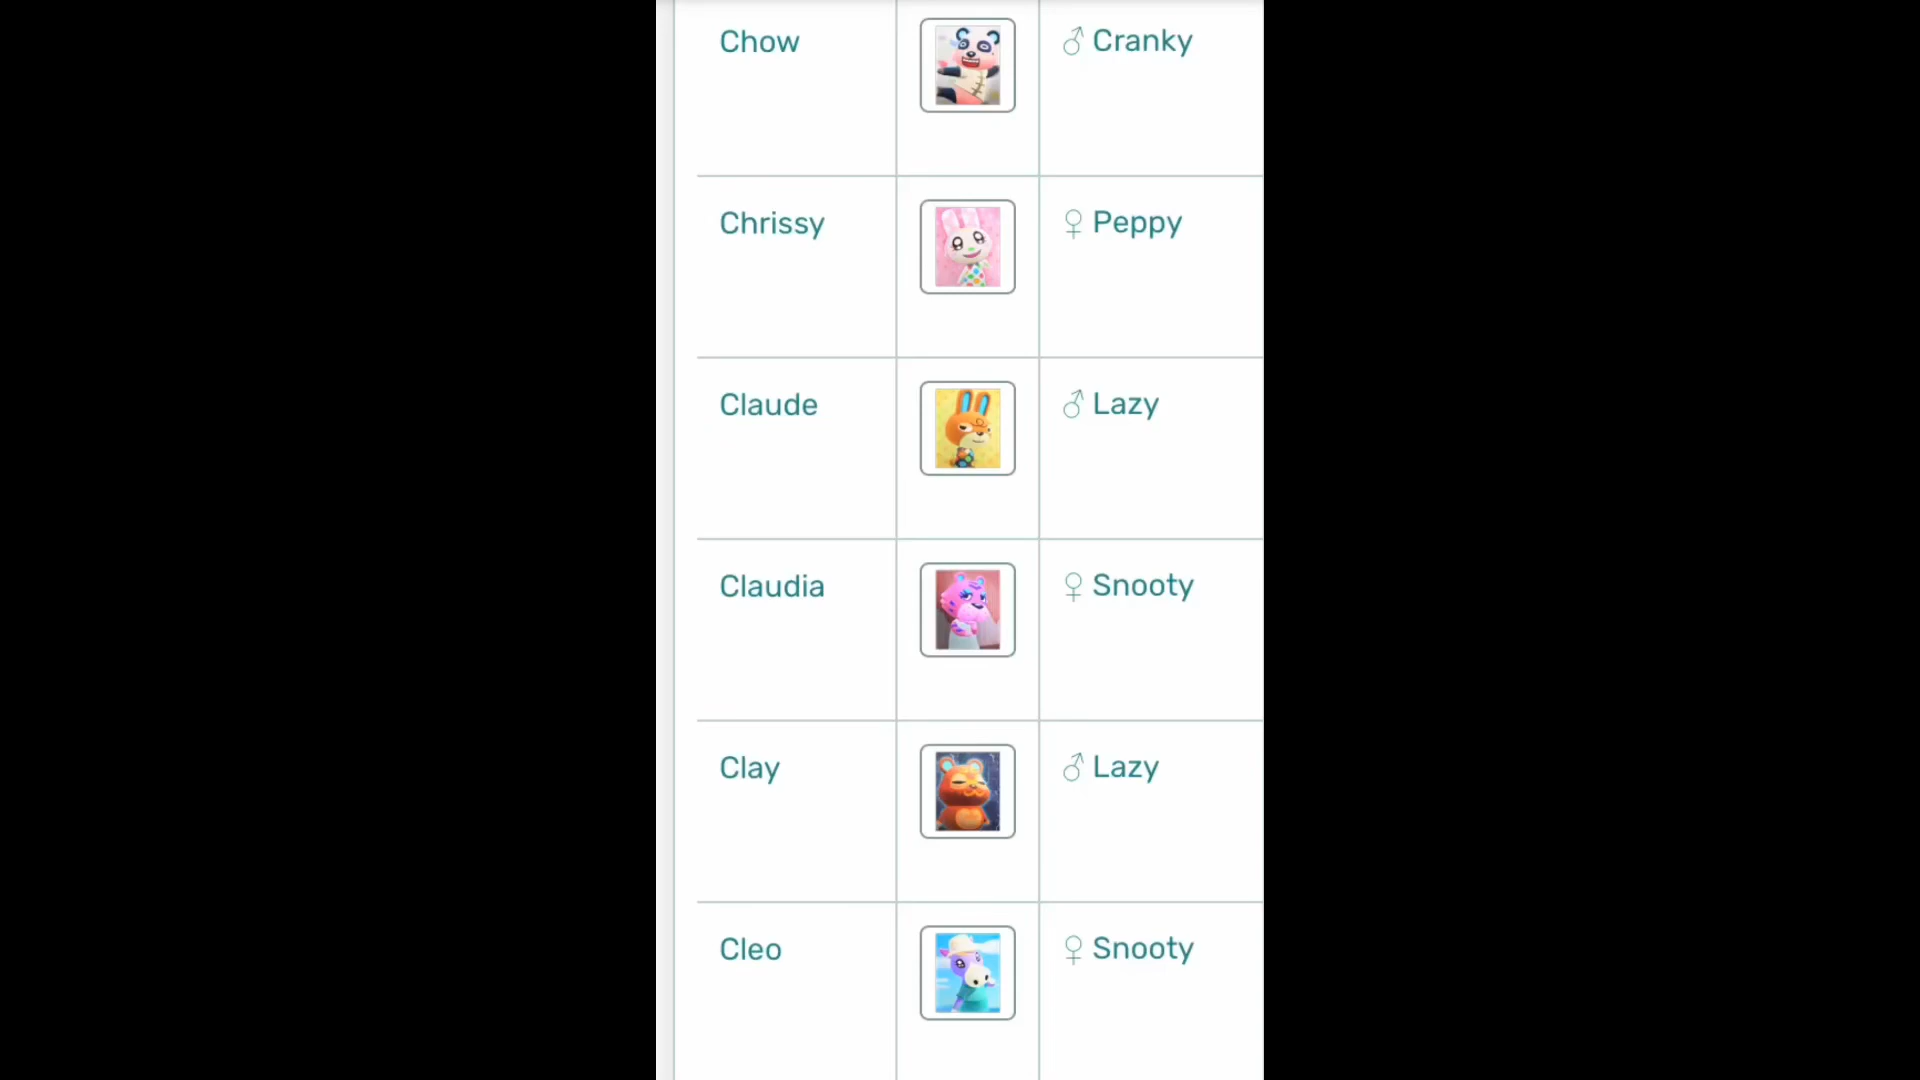 Chow ♂ Cranky
Chrissy ♀ Peppy
Claude ♂ Lazy
Claudia ♀ Snooty
Clay ♂ Lazy
Cleo ♀ Snooty